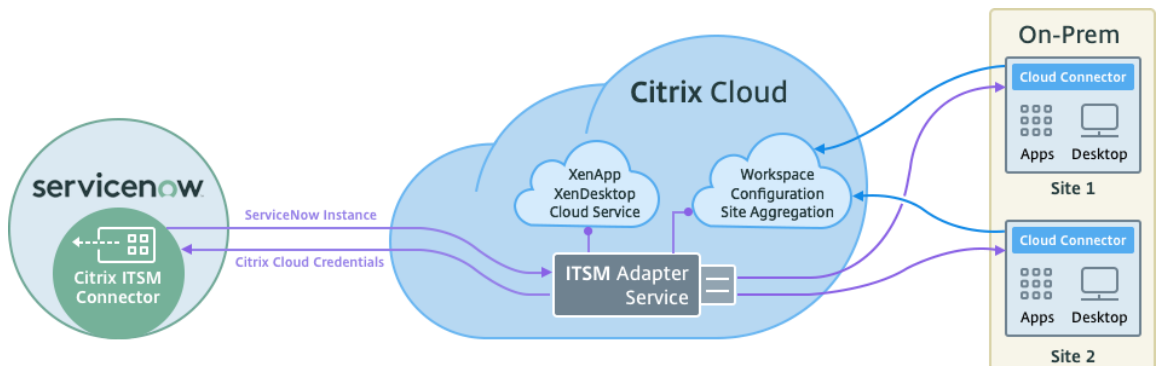 servicenow
Citrix ITSM
Connector
ServiceNow Instance
Citrix Cloud Credentials
Citrix Cloud
XenApp
XenDesktop
Cloud Service
Workspace
Configuration
Site Aggregation
ITSM Adapter
Service
On-Prem
Cloud Connector
Apps Desktop
Site 1
Cloud Connector
Apps Desktop
Site 2